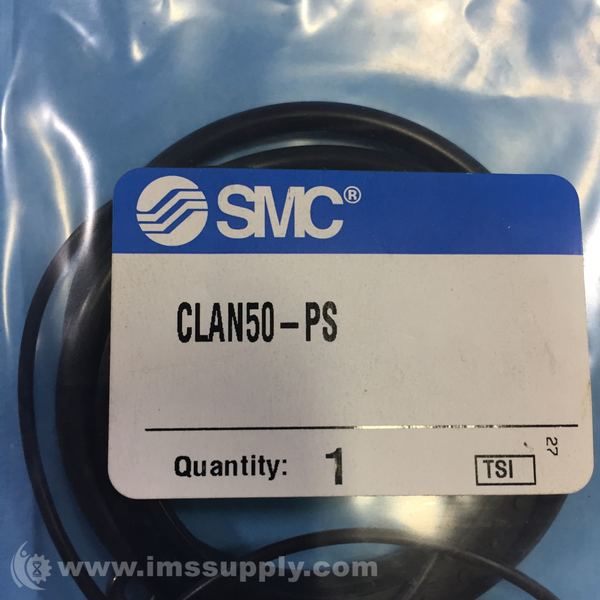 SMC®
CLAN50-PS
27
Quantity: 1
TSI
www.imssupply.com